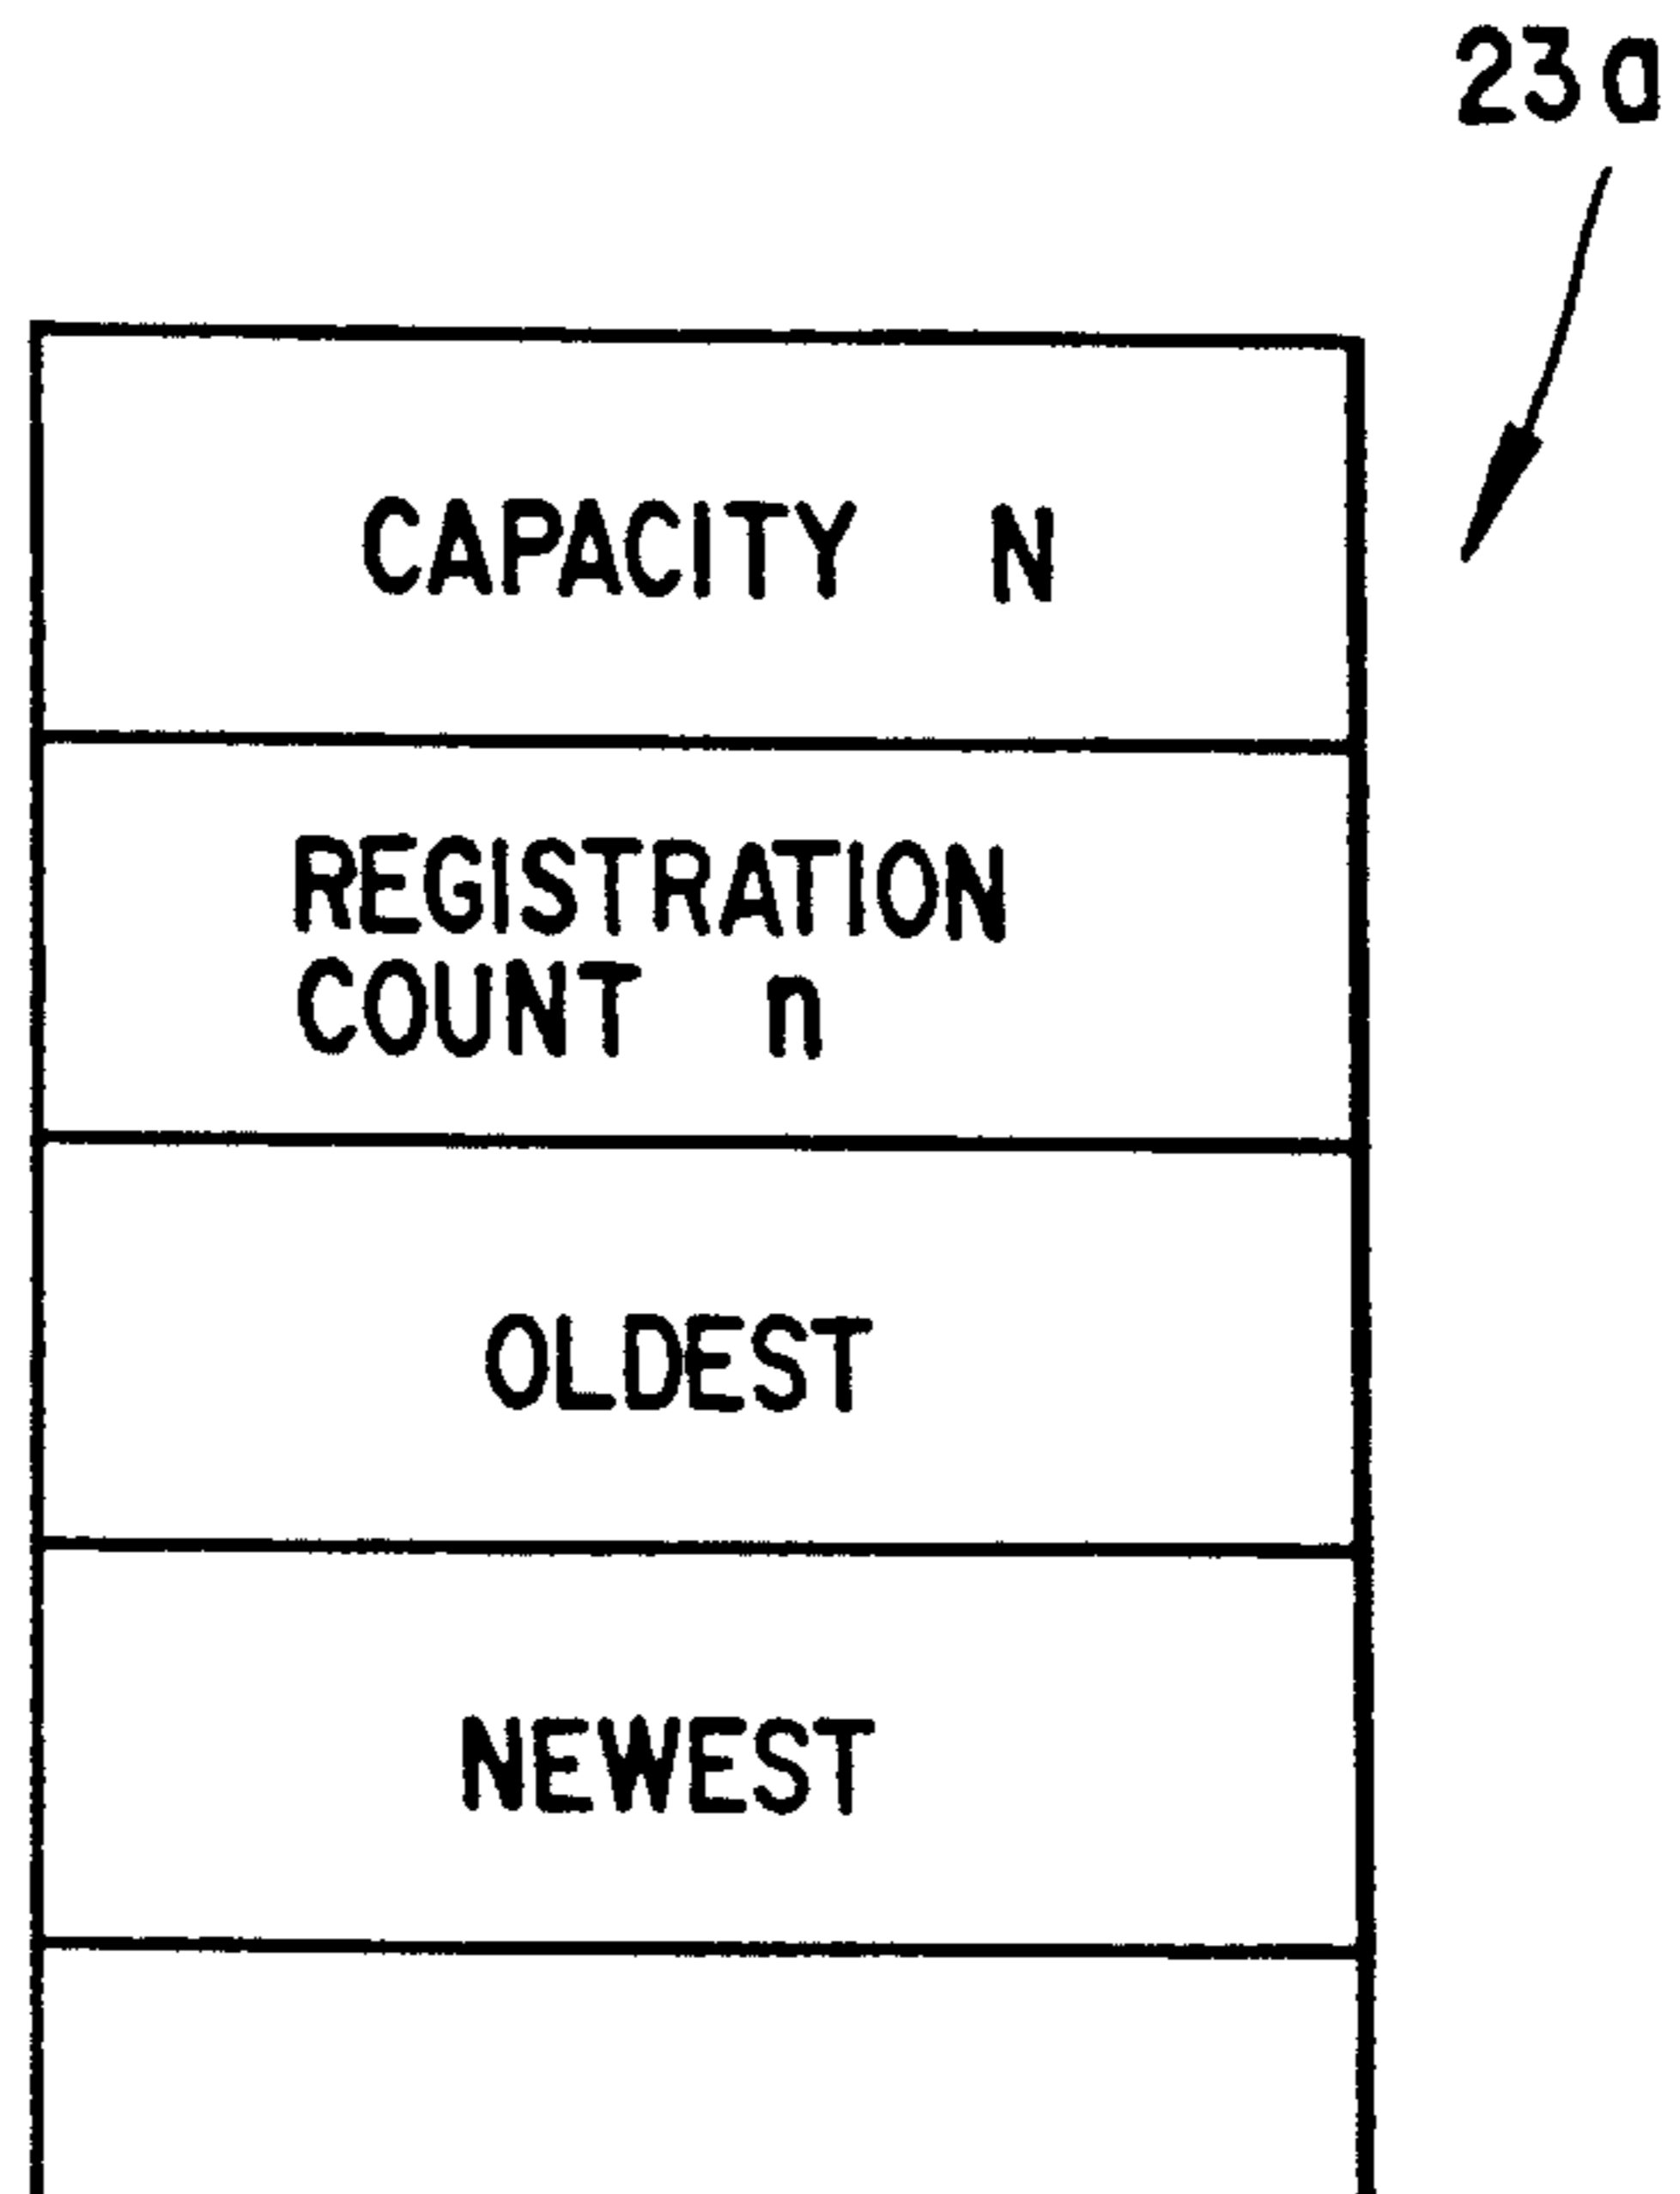 23a
CAPACITY N
REGISTRATION
COUNT n
OLDEST
NEWEST